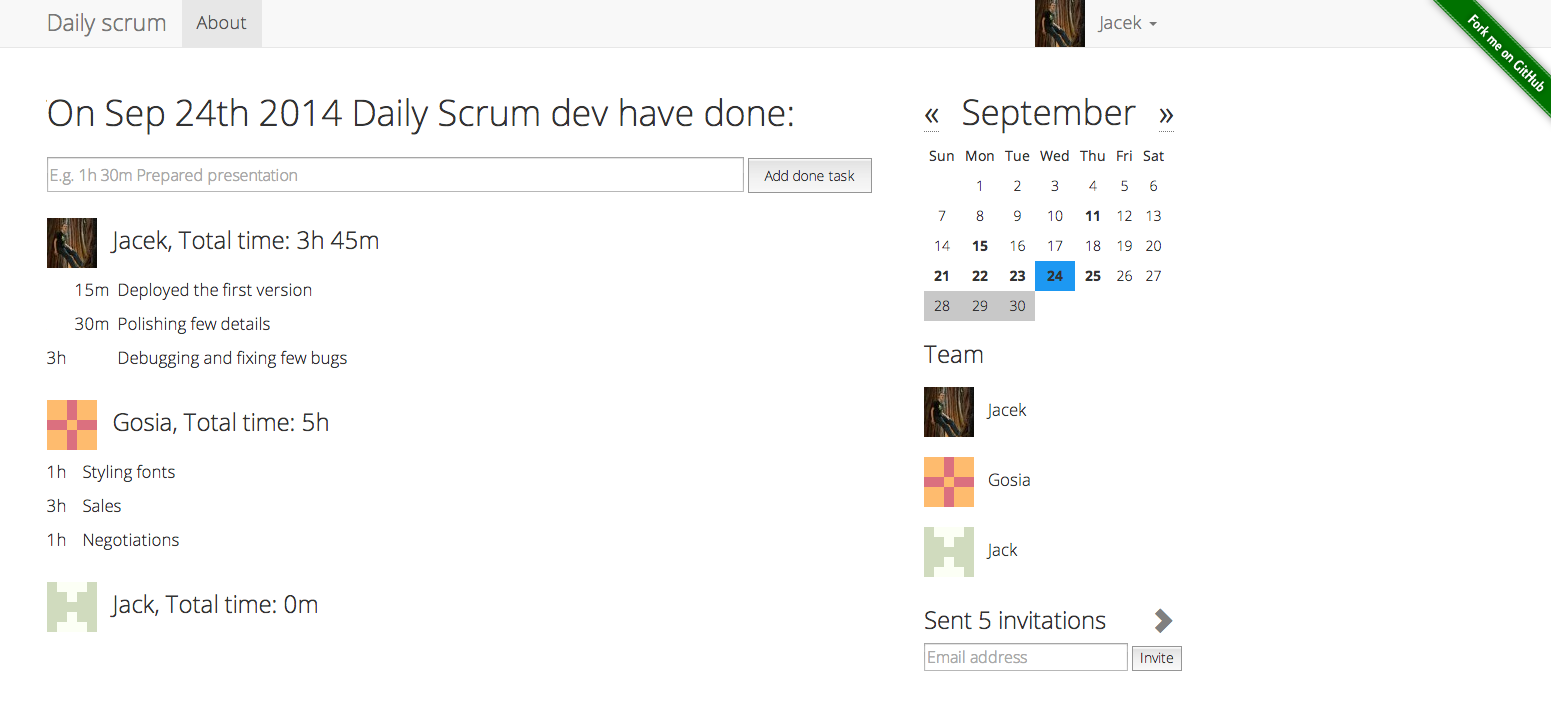 Daily scrum About Jacek
Fork me on GitHub
On Sep 24th 2014 Daily Scrum dev have done:
E.g. 1h 30m Prepared presentation Add done task
Jacek, Total time: 3h 45m
15m Deployed the first version
30m Polishing few details
3h Debugging and fixing few bugs
Gosia, Total time: 5h
1h Styling fonts
3h Sales
1h Negotiations
Jack, Total time: 0m
« September »
Sun Mon Tue Wed Thu Fri Sat
1 2 3 4 5 6
7 8 9 10 11 12 13
14 15 16 17 18 19 20
21 22 23 24 25 26 27
28 29 30
Team
Jacek
Gosia
Jack
Sent 5 invitations
Email address Invite